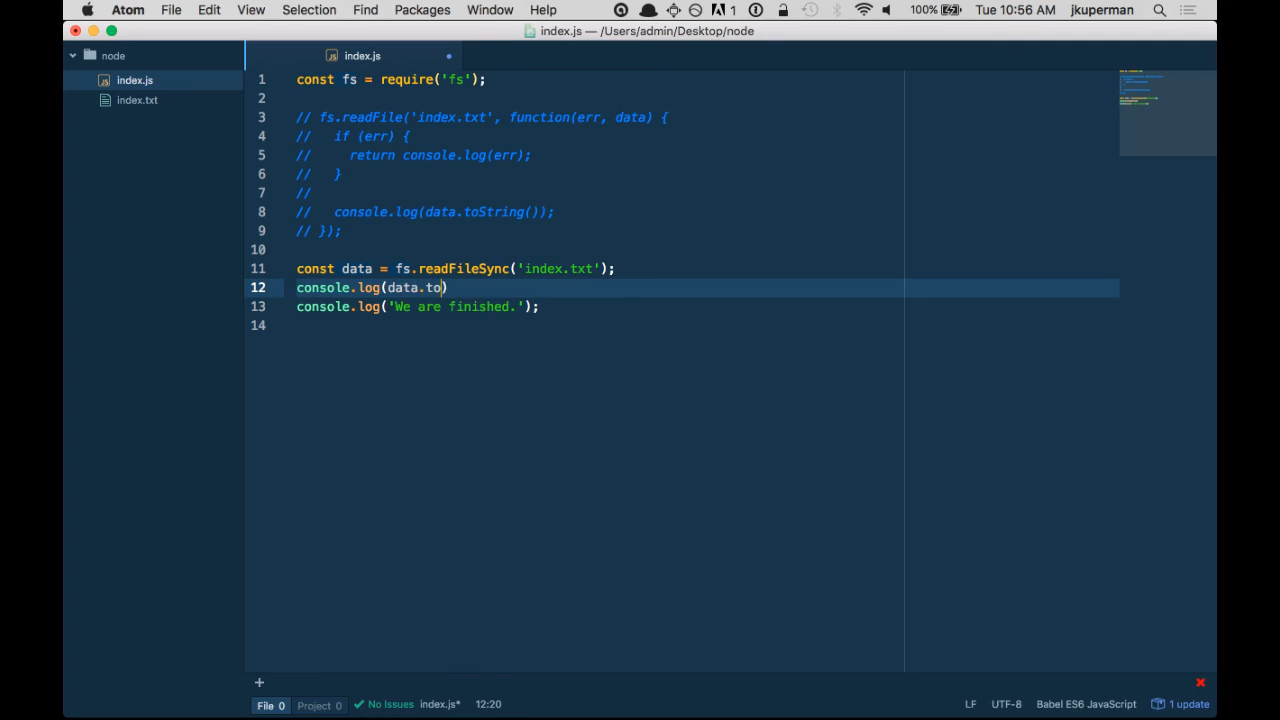 Atom File Edit View Selection Find Packages Window Help 1 100% Tue 10:56 AM jkuperman
index.js — /Users/admin/Desktop/node
node
index.js
index.txt
index.js
1 const fs = require('fs');
2
3 // fs.readFile('index.txt', function(err, data) {
4 //   if (err) {
5 //     return console.log(err);
6 //   }
7 //
8 //   console.log(data.toString());
9 // });
10
11 const data = fs.readFileSync('index.txt');
12 console.log(data.to)
13 console.log('We are finished.');
14
+
File 0 Project 0 No Issues index.js* 12:20 LF UTF-8 Babel ES6 JavaScript 1 update